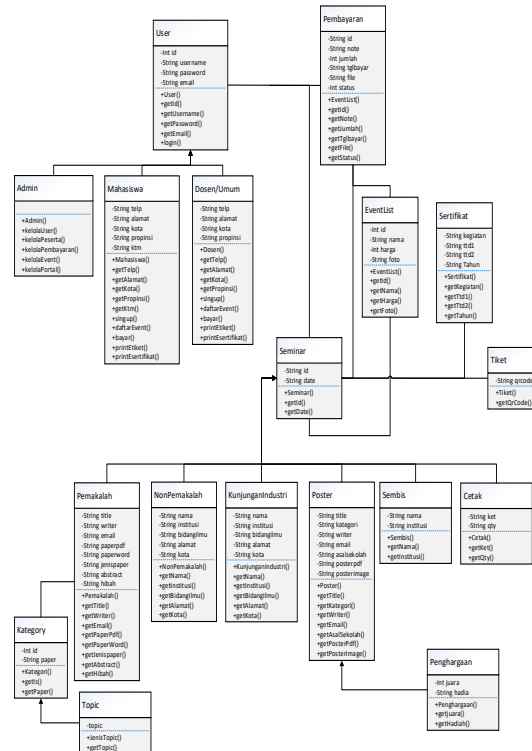 User
-Int id
-String username
-String password
-String email
+User()
+getId()
+getUsername()
+getPassword()
+getEmail()
+login()
Pembayaran
-String id
-String note
-Int jumlah
-String tglbayar
-String file
-Int status
+EventList()
+getId()
+getNote()
+getJumlah()
+getTglbayar()
+getFile()
+getStatus()
Admin
+Admin()
+kelolaUser()
+kelolaPeserta()
+kelolaPembayaran()
+kelolaEvent()
+kelolaPortal()
Mahasiswa
-String telp
-String alamat
-String kota
-String propinsi
-String ktm
+Mahasiswa()
+getTelp()
+getAlamat()
+getKota()
+getPropinsi()
+getKtm()
+singup()
+daftarEvent()
+bayar()
+printEtiket()
+printEsertifikat()
Dosen/Umum
-String telp
-String alamat
-String kota
-String propinsi
+Dosen()
+getTelp()
+getAlamat()
+getKota()
+getPropinsi()
+singup()
+daftarEvent()
+bayar()
+printEtiket()
+printEsertifikat()
EventList
-Int id
-String nama
-Int harga
-String foto
+EventList()
+getId()
+getNama()
+getHarga()
+getFoto()
Sertifikat
-String kegiatan
-String ttd1
-String ttd2
-String Tahun
+Sertifikat()
+getKegiatan()
+getTtd1()
+getTtd2()
+getTahun()
Seminar
-String id
-String date
+Seminar()
+getId()
+getDate()
Tiket
-String qrcode
+Tiket()
+getQrCode()
Pemakalah
-String title
-String writer
-String email
-String paperpdf
-String paperword
-String jenispaper
-String abstract
-String hibah
+Pemakalah()
+getTitle()
+getWriter()
+getEmail()
+getPaperPdf()
+getPaperWord()
+getJenispaper()
+getAbstract()
+getHibah()
NonPemakalah
-String nama
-String institusi
-String bidangilmu
-String alamat
-String kota
+NonPemakalah()
+getNama()
+getInstitusi()
+getBidangIlmu()
+getAlamat()
+getKota()
KunjunganIndustri
-String nama
-String institusi
-String bidangilmu
-String alamat
-String kota
+KunjunganIndustri()
+getNama()
+getInstitusi()
+getBidangIlmu()
+getAlamat()
+getKota()
Poster
-String title
-String kategori
-String writer
-String email
-String asalsekolah
-String posterpdf
-String posterimage
+Poster()
+getTitle()
+getKategori()
+getWriter()
+getEmail()
+getAsalSekolah()
+getPosterPdf()
+getPosterImage()
Sembis
-String nama
-String institusi
+Sembis()
+getNama()
+getInstitusi()
Cetak
-String ket
-String qty
+Cetak()
+getKet()
+getQty()
Kategory
-Int id
-String paper
+Kategori()
+getIs()
+getPaper()
Topic
-topic
+JenisTopic()
+getTopic()
Penghargaan
-Int juara
-String hadia
+Penghargaan()
+getjuara()
+getHadiah()